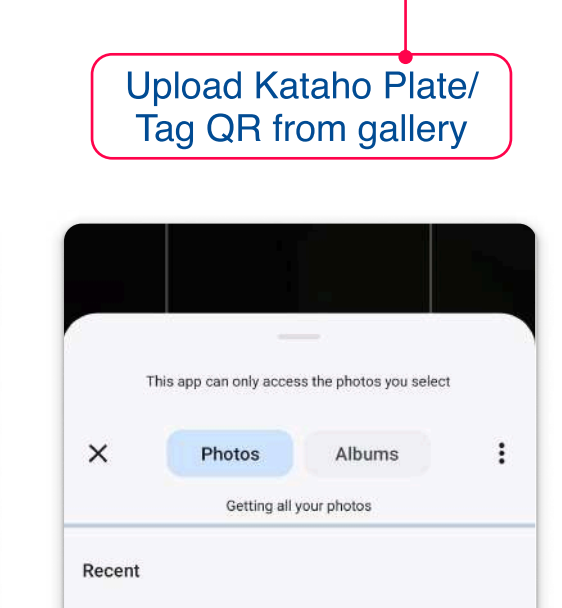 Upload Kataho Plate/
Tag QR from gallery
This app can only access the photos you select
Photos
Albums
Getting all your photos
Recent